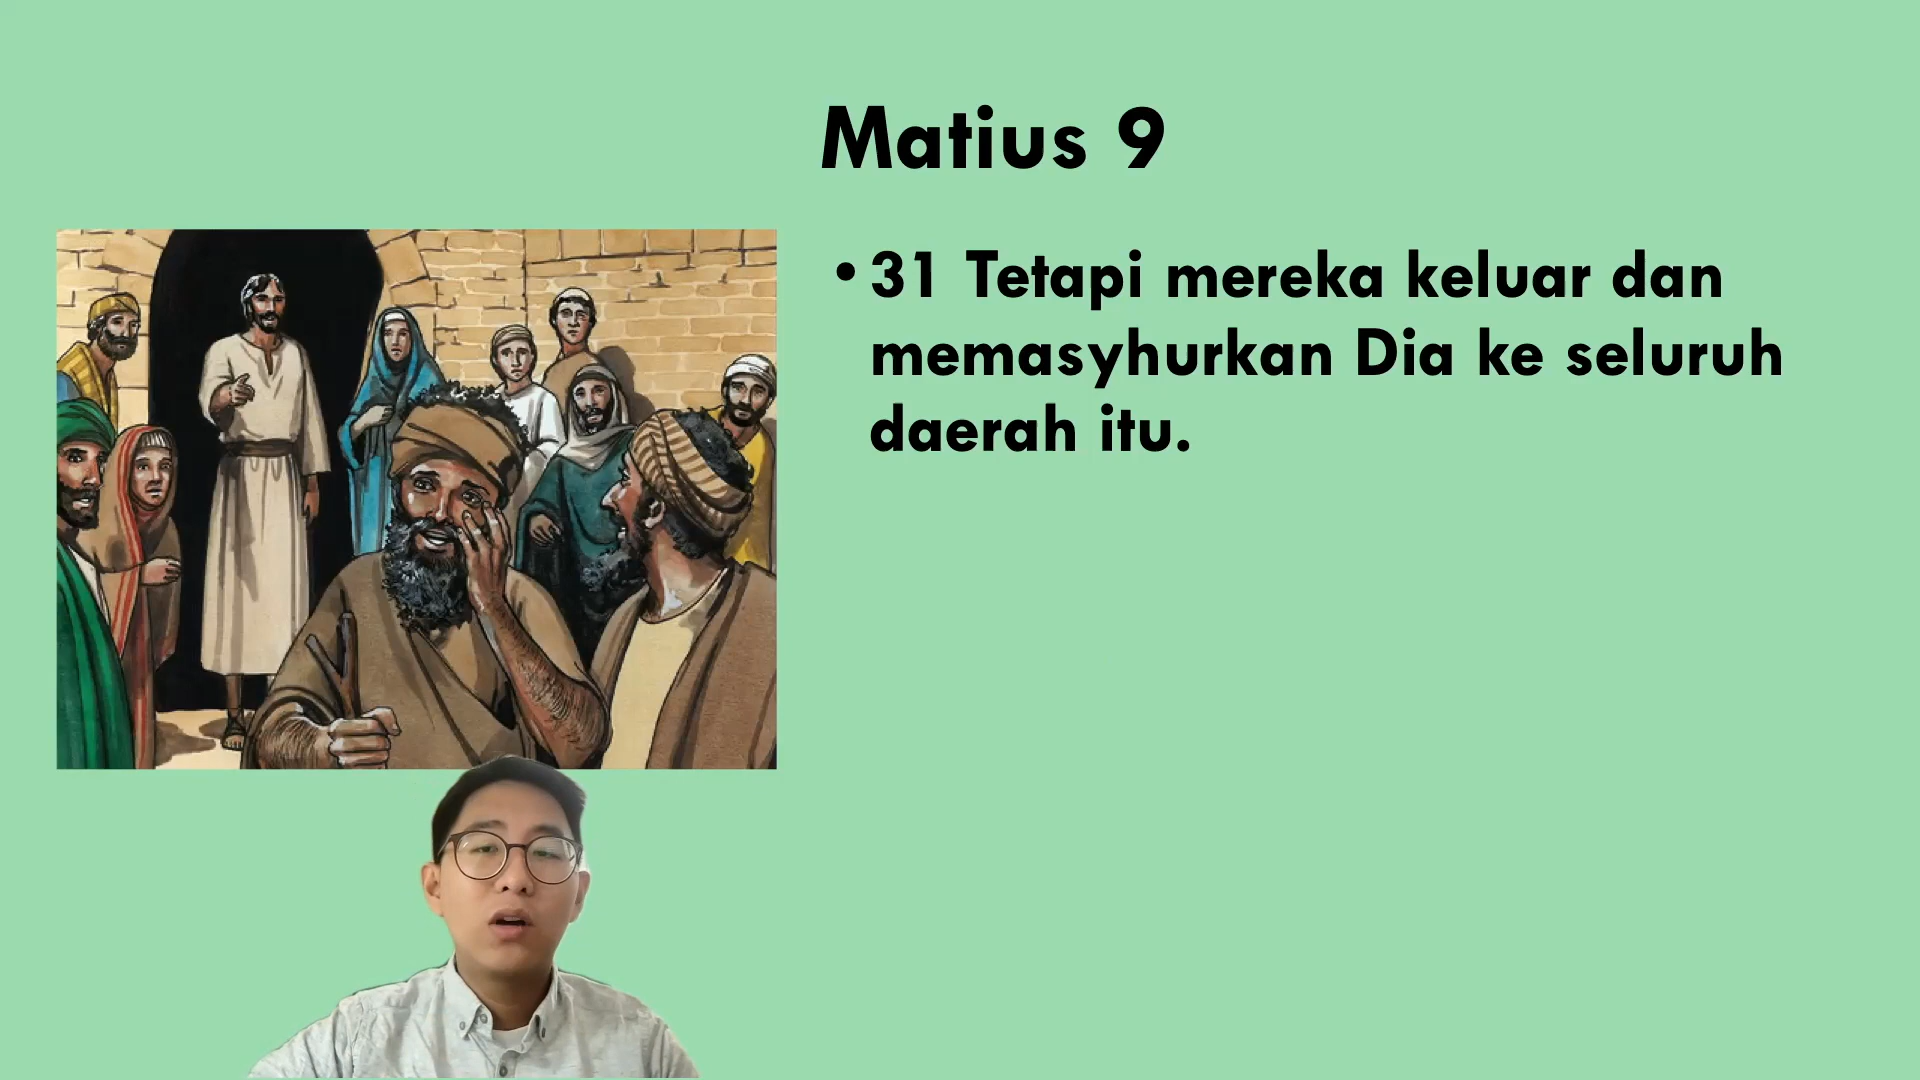 Matius 9
• 31 Tetapi mereka keluar dan
memasyhurkan Dia ke seluruh
daerah itu.